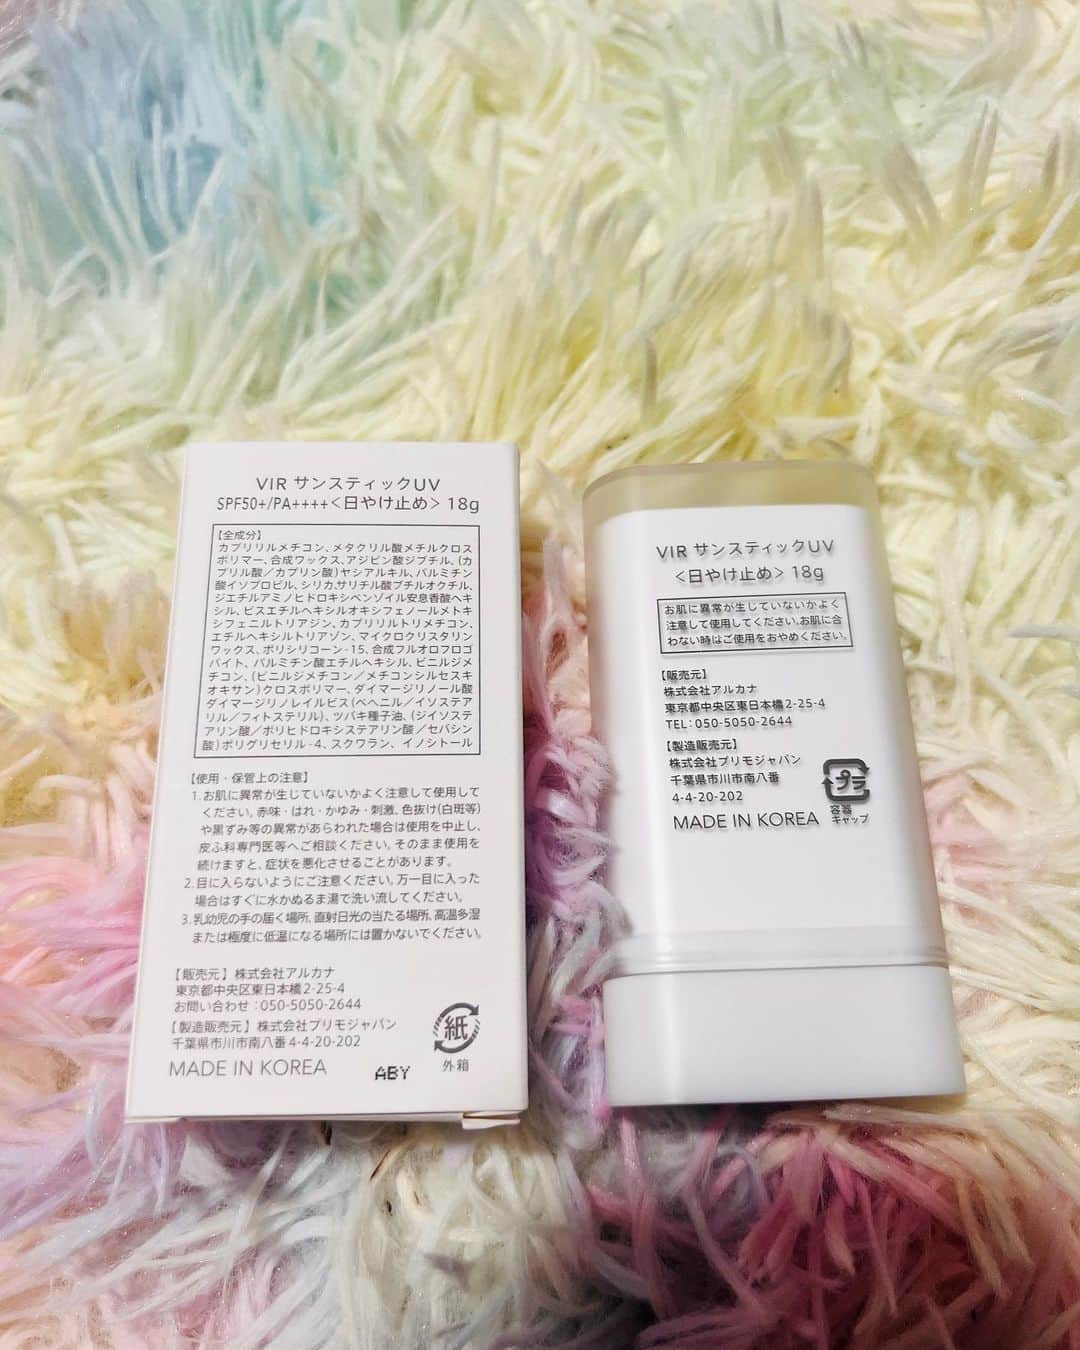 VIR サンスティックUV
SPF50+/PA++++<日やけ止め> 18g
【全成分】
カプリリルメチコン、メタクリル酸メチルクロス
ポリマー、合成ワックス、アジピン酸ジブチル、(カ
プリル酸/カプリン酸)ヤシアルキル、パルミチン
酸イソプロピル、シリカ、サリチル酸ブチルオクチル、
ジエチルアミノヒドロキシベンゾイル安息香酸ヘキ
シル、ビスエチルヘキシルオキシフェノールメトキ
シフェニルトリアジン、カプリリルトリメチコン、
エチルヘキシルトリアゾン、マイクロクリスタリン
ワックス、ポリシリコーン-15、合成フルオロフロゴ
パイト、パルミチン酸エチルヘキシル、ビニルジメ
チコン、(ビニルジメチコン/メチコンシルセスキ
オキサン)クロスポリマー、ダイマージリノール酸
ダイマージリノレイルビス(ベヘニル/イソステア
リル/フィトステリル)、ツバキ種子油、(ジイソステ
アリン酸/ポリヒドロキシステアリン酸/セバシン
酸)ポリグリセリル-4、スクワラン、イノシトール
【使用・保管上の注意】
1.お肌に異常が生じていないかよく注意して使用して
ください。赤味・はれ・かゆみ・刺激、色抜け(白斑等)
や黒ずみ等の異常があらわれた場合は使用を中止し、
皮ふ科専門医等へご相談ください。そのまま使用を
続けますと、症状を悪化させることがあります。
2.目に入らないようにご注意ください。万一目に入った
場合はすぐに水かぬるま湯で洗い流してください。
3.乳幼児の手の届く場所、直射日光の当たる場所、高温多湿
または極度に低温になる場所には置かないでください。
【販売元】株式会社アルカナ
東京都中央区東日本橋2-25-4
お問い合わせ:050-5050-2644
【製造販売元】株式会社プリモジャパン
千葉県市川市南八番4-4-20-202
MADE IN KOREA
ABY
紙
外箱
VIR サンスティックUV
<日やけ止め> 18g
お肌に異常が生じていないかよく
注意して使用してください。お肌に合
わない時はご使用をおやめください。
【販売元】
株式会社アルカナ
東京都中央区東日本橋2-25-4
TEL:050-5050-2644
【製造販売元】
株式会社プリモジャパン
千葉県市川市南八番
4-4-20-202
MADE IN KOREA
プラ
容器
キャップ